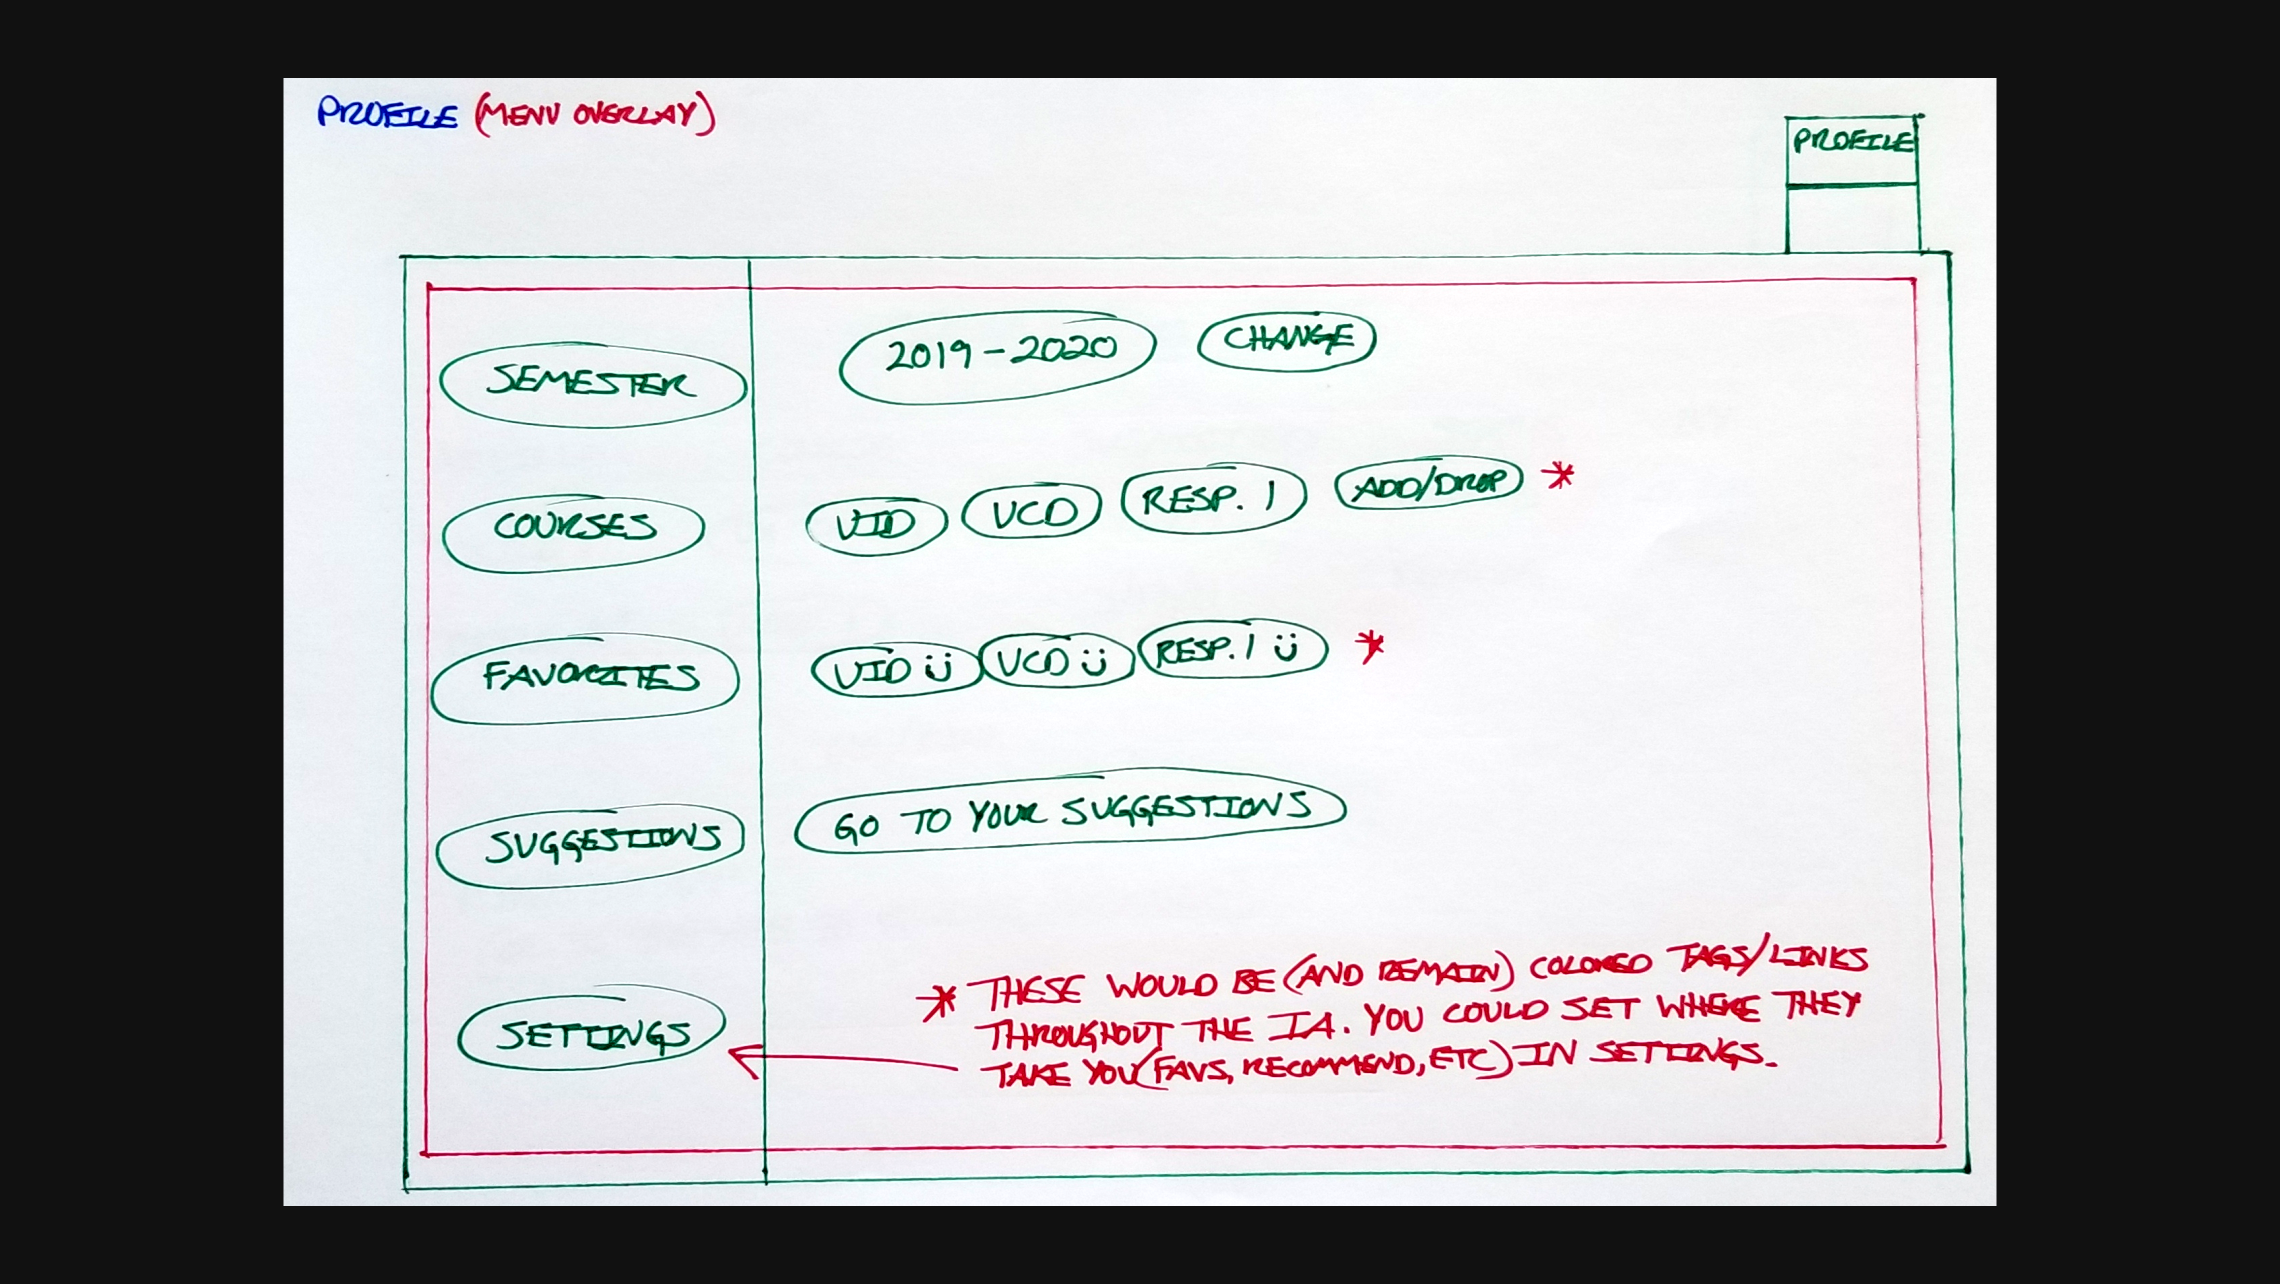 PROFILE (MENU OVERLAY)
PROFILE
SEMESTER
2019-2020
CHANGE
COURSES
VID
VCD
RESP. 1
ADD/DROP
*
FAVORITES
VID ü
VCD ü
RESP. 1 ü
*
SUGGESTIONS
GO TO YOUR SUGGESTIONS
SETTINGS
* THESE WOULD BE (AND REMAIN) COLORED TAGS/LINKS
THROUGHOUT THE IA. YOU COULD SET WHERE THEY
TAKE YOU (FAVS, RECOMMEND, ETC) IN SETTINGS.